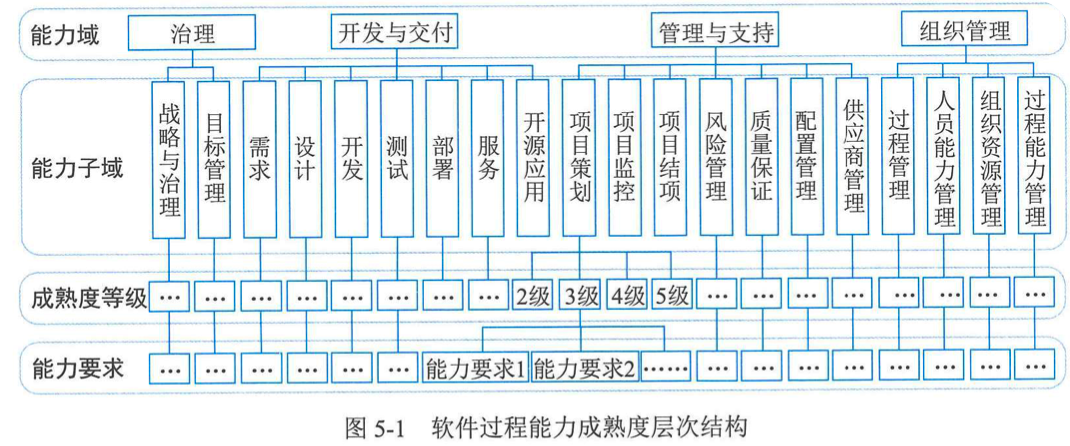 能力域 治理 开发与交付 管理与支持 组织管理
能力子域 战略与治理 目标管理 需求 设计 开发 测试 部署 服务 开源应用 项目策划 项目监控 项目结项 风险管理 质量保证 配置管理 供应商管理 过程管理 人员能力管理 组织资源管理 过程能力管理
成熟度等级 … … … … … … … … 2级 3级 4级 5级 … … … … … … … …
能力要求 … … … … … … 能力要求1 能力要求2 …… … … … … … … … …
图 5-1 软件过程能力成熟度层次结构